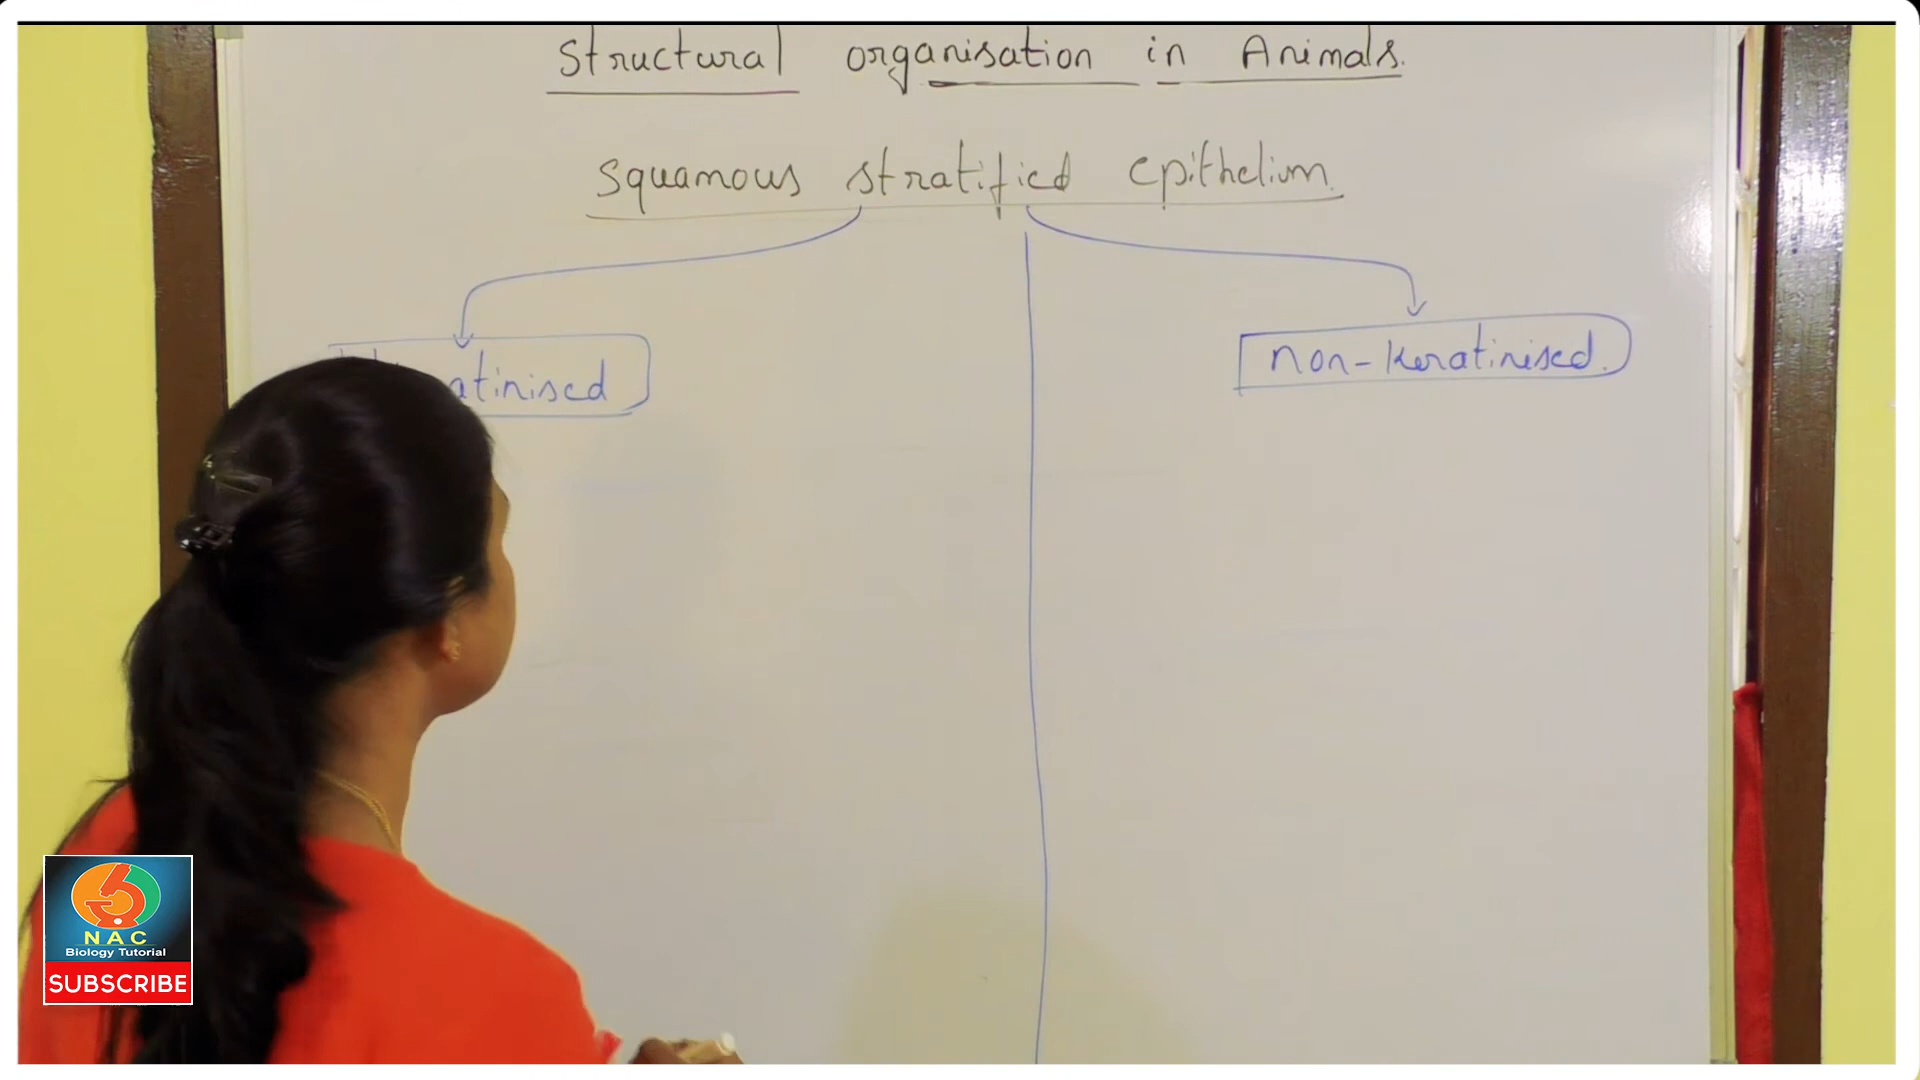 Structural organisation in Animals.
Squamous stratified epithelium.
non-keratinised.
atinised
NAC
Biology Tutorial
SUBSCRIBE